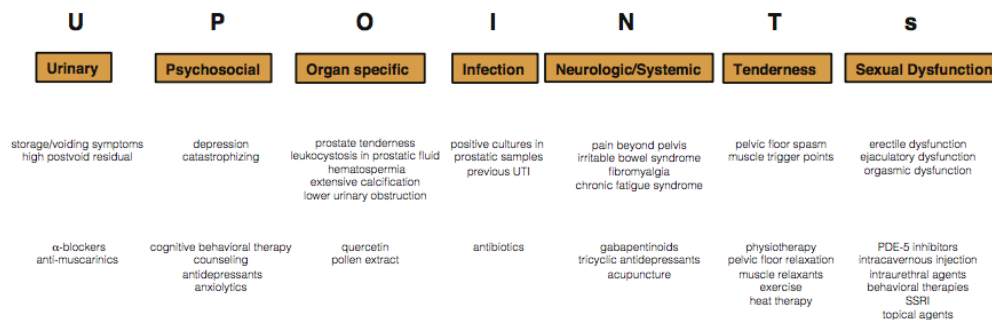 U P O I N T s
Urinary Psychosocial Organ specific Infection Neurologic/Systemic Tenderness Sexual Dysfunction
storage/voiding symptoms
high postvoid residual
depression
catastrophizing
prostate tenderness
leukocystosis in prostatic fluid
hematospermia
extensive calcification
lower urinary obstruction
positive cultures in
prostatic samples
previous UTI
pain beyond pelvis
irritable bowel syndrome
fibromyalgia
chronic fatigue syndrome
pelvic floor spasm
muscle trigger points
erectile dysfunction
ejaculatory dysfunction
orgasmic dysfunction
α-blockers
anti-muscarinics
cognitive behavioral therapy
counseling
antidepressants
anxiolytics
quercetin
pollen extract
antibiotics
gabapentinoids
tricyclic antidepressants
acupuncture
physiotherapy
pelvic floor relaxation
muscle relaxants
exercise
heat therapy
PDE-5 inhibitors
intracavernous injection
intraurethral agents
behavioral therapies
SSRI
topical agents